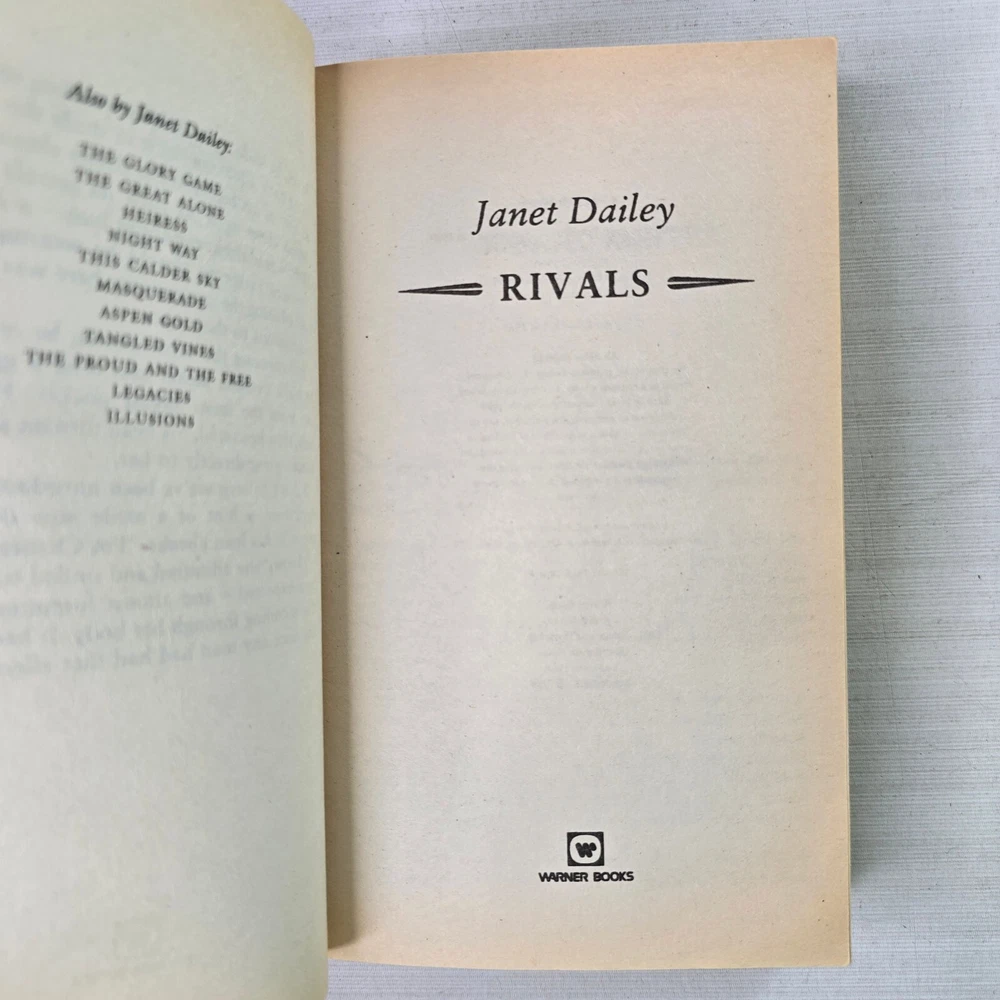 Also by Janet Dailey:
THE GLORY GAME
THE GREAT ALONE
HEIRESS
NIGHT WAY
THIS CALDER SKY
MASQUERADE
ASPEN GOLD
TANGLED VINES
THE PROUD AND THE FREE
LEGACIES
ILLUSIONS
Janet Dailey
RIVALS
W
WARNER BOOKS